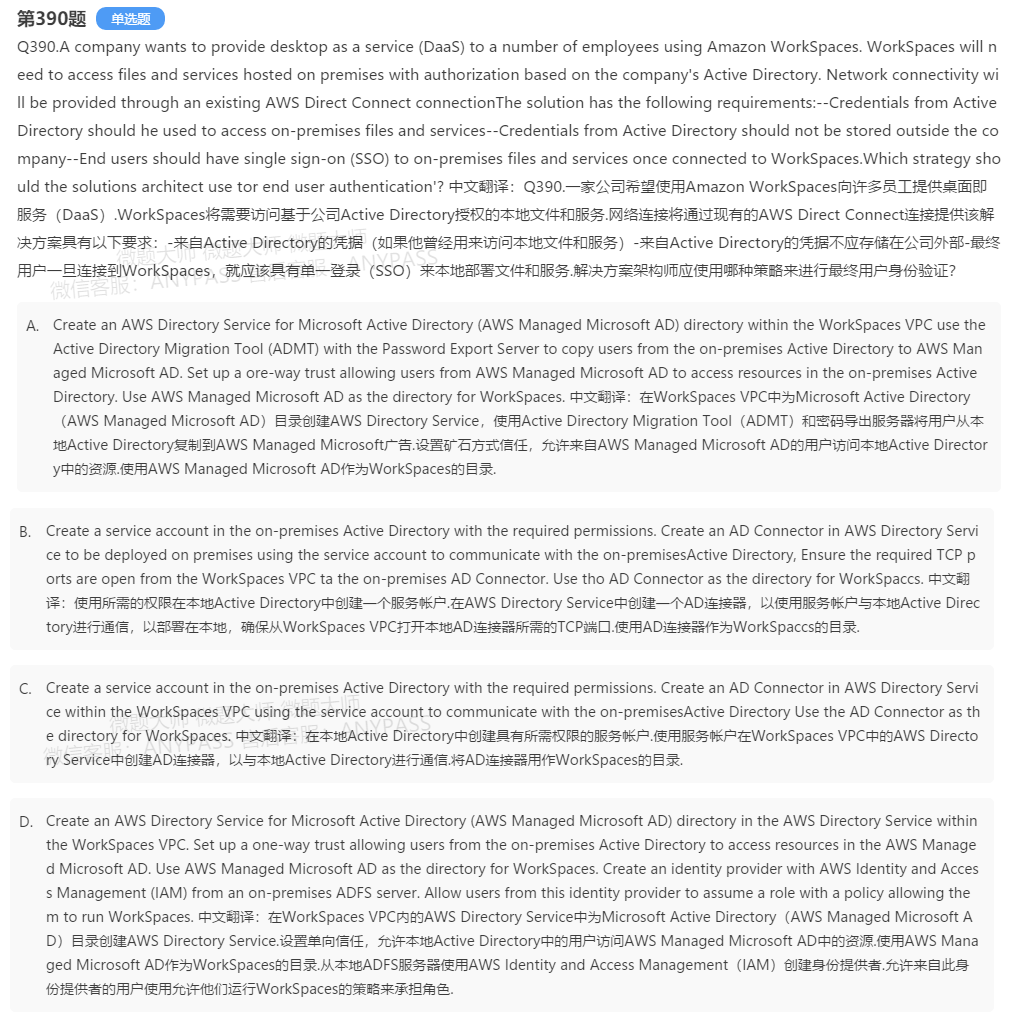 第390题 单选题
Q390.A company wants to provide desktop as a service (DaaS) to a number of employees using Amazon WorkSpaces. WorkSpaces will n
eed to access files and services hosted on premises with authorization based on the company's Active Directory. Network connectivity wi
ll be provided through an existing AWS Direct Connect connectionThe solution has the following requirements:--Credentials from Active
Directory should he used to access on-premises files and services--Credentials from Active Directory should not be stored outside the co
mpany--End users should have single sign-on (SSO) to on-premises files and services once connected to WorkSpaces.Which strategy sho
uld the solutions architect use tor end user authentication'? 中文翻译：Q390.一家公司希望使用Amazon WorkSpaces向许多员工提供桌面即
服务（DaaS）.WorkSpaces将需要访问基于公司Active Directory授权的本地文件和服务.网络连接将通过现有的AWS Direct Connect连接提供该解
决方案具有以下要求：-来自Active Directory的凭据（如果他曾经用来访问本地文件和服务）-来自Active Directory的凭据不应存储在公司外部-最终
用户一旦连接到WorkSpaces，就应该具有单一登录（SSO）来本地部署文件和服务.解决方案架构师应使用哪种策略来进行最终用户身份验证？
微题大师 微题大师 微题大师
微信客服：ANYPASS
ANYPASS
A. Create an AWS Directory Service for Microsoft Active Directory (AWS Managed Microsoft AD) directory within the WorkSpaces VPC use the
Active Directory Migration Tool (ADMT) with the Password Export Server to copy users from the on-premises Active Directory to AWS Man
aged Microsoft AD. Set up a ore-way trust allowing users from AWS Managed Microsoft AD to access resources in the on-premises Active
Directory. Use AWS Managed Microsoft AD as the directory for WorkSpaces. 中文翻译：在WorkSpaces VPC中为Microsoft Active Directory
（AWS Managed Microsoft AD）目录创建AWS Directory Service，使用Active Directory Migration Tool（ADMT）和密码导出服务器将用户从本
地Active Directory复制到AWS Managed Microsoft广告.设置矿石方式信任，允许来自AWS Managed Microsoft AD的用户访问本地Active Director
y中的资源.使用AWS Managed Microsoft AD作为WorkSpaces的目录.
B. Create a service account in the on-premises Active Directory with the required permissions. Create an AD Connector in AWS Directory Servi
ce to be deployed on premises using the service account to communicate with the on-premisesActive Directory, Ensure the required TCP p
orts are open from the WorkSpaces VPC ta the on-premises AD Connector. Use tho AD Connector as the directory for WorkSpaccs. 中文翻
译：使用所需的权限在本地Active Directory中创建一个服务帐户.在AWS Directory Service中创建一个AD连接器，以使用服务帐户与本地Active Direc
tory进行通信，以部署在本地，确保从WorkSpaces VPC打开本地AD连接器所需的TCP端口.使用AD连接器作为WorkSpaccs的目录.
C. Create a service account in the on-premises Active Directory with the required permissions. Create an AD Connector in AWS Directory Servi
ce within the WorkSpaces VPC using the service account to communicate with the on-premisesActive Directory Use the AD Connector as th
e directory for WorkSpaces. 中文翻译：在本地Active Directory中创建具有所需权限的服务帐户.使用服务帐户在WorkSpaces VPC中的AWS Directo
ry Service中创建AD连接器，以与本地Active Directory进行通信.将AD连接器用作WorkSpaces的目录.
微题大师 微题大师 微题大师
微信客服：ANYPASS
ANYPASS
D. Create an AWS Directory Service for Microsoft Active Directory (AWS Managed Microsoft AD) directory in the AWS Directory Service within
the WorkSpaces VPC. Set up a one-way trust allowing users from the on-premises Active Directory to access resources in the AWS Manage
d Microsoft AD. Use AWS Managed Microsoft AD as the directory for WorkSpaces. Create an identity provider with AWS Identity and Acces
s Management (IAM) from an on-premises ADFS server. Allow users from this identity provider to assume a role with a policy allowing the
m to run WorkSpaces. 中文翻译：在WorkSpaces VPC内的AWS Directory Service中为Microsoft Active Directory（AWS Managed Microsoft A
D）目录创建AWS Directory Service.设置单向信任，允许本地Active Directory中的用户访问AWS Managed Microsoft AD中的资源.使用AWS Mana
ged Microsoft AD作为WorkSpaces的目录.从本地ADFS服务器使用AWS Identity and Access Management（IAM）创建身份提供者.允许来自此身
份提供者的用户使用允许他们运行WorkSpaces的策略来承担角色.